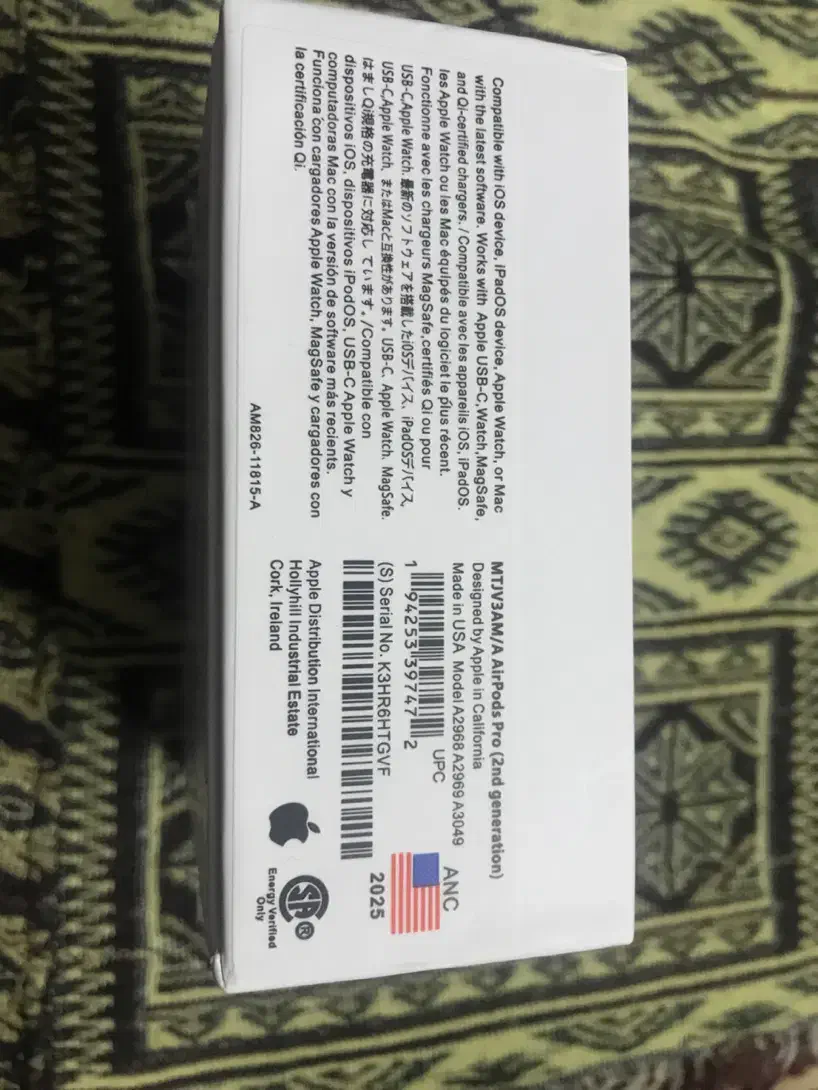 Compatible with iOS device, iPadOS device, Apple Watch, or Mac
with the latest software. Works with Apple USB-C,Watch,MagSafe,
and Qi-certified chargers. / Compatible avec les appareils iOS, iPadOS.
les Apple Watch ou les Mac équipés du logiciet le plus récent.
Fonctionne avec les chargeurs MagSafe,certifiés Qi ou pour
USB-C,Apple Watch. 最新のソフトウェアを搭載したiOSデバイス、iPadOSデバイス,
USB-C,Apple Watch、またはMacと互換性があります。USB-C, Apple Watch. MagSafe.
はましQi規格の充電器に対応しています。/Compatible con
dispositivos iOS, dispositivos iPodOS, USB-C Apple Watch y
computadoras Mac con la versión de software más recients.
Funciona con cargadores Apple Watch, MagSafe y cargadores con
la certificación Qi.
AM826-11815-A
MTJV3AM/A AirPods Pro (2nd generation)
Designed by Apple in California
Made in USA Model A2968 A2969 A3049
UPC
1 94253 39747 2
ANC
(S) Serial No. K3HR6HTGVF
2025
Apple Distribution International
Hollyhill Industrial Estate
Cork, Ireland
SA ®
Energy Verified
Only